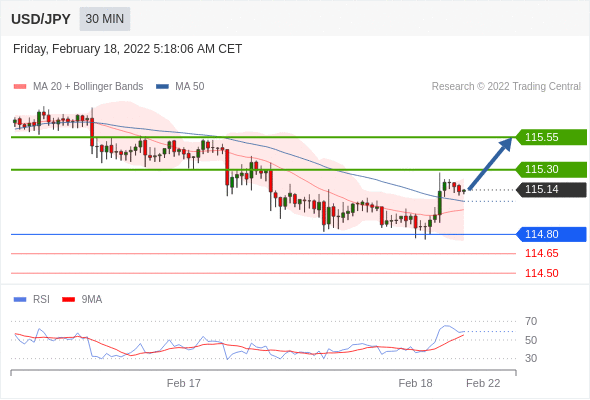 USD/JPY 30 MIN
Friday, February 18, 2022 5:18:06 AM CET
MA 20 + Bollinger Bands MA 50 Research © 2022 Trading Central
115.55
115.30
115.14
114.80
114.65
114.50
RSI 9MA
70
50
30
Feb 17 Feb 18 Feb 22